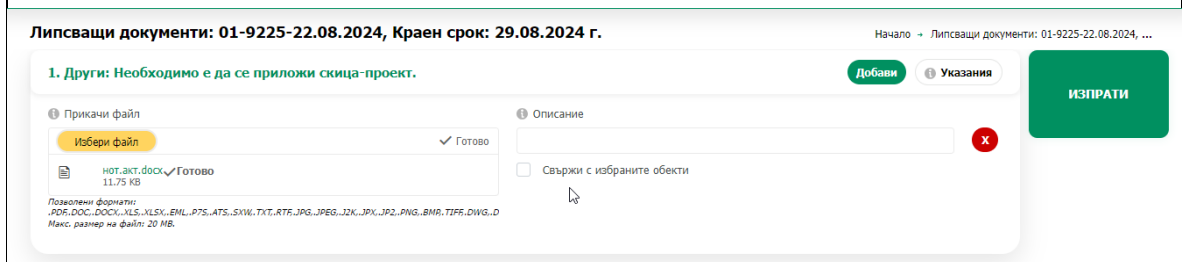 Липсващи документи: 01-9225-22.08.2024, Краен срок: 29.08.2024 г.
Начало → Липсващи документи: 01-9225-22.08.2024, ...
1. Други: Необходимо е да се приложи скица-проект.
Добави
Указания
ИЗПРАТИ
Прикачи файл
Избери файл
Готово
нот.акт.docx Готово
11.75 KB
Позволени формати:
.PDF,.DOC,.DOCX,.XLS,.XLSX,.EML,.P7S,.ATS,.SXW,.TXT,.RTF,.JPG,.JPEG,.J2K,.JPX,.JP2,.PNG,.BMP,.TIFF,.DWG,.D
Макс. размер на файл: 20 MB.
Описание
X
Свържи с избраните обекти